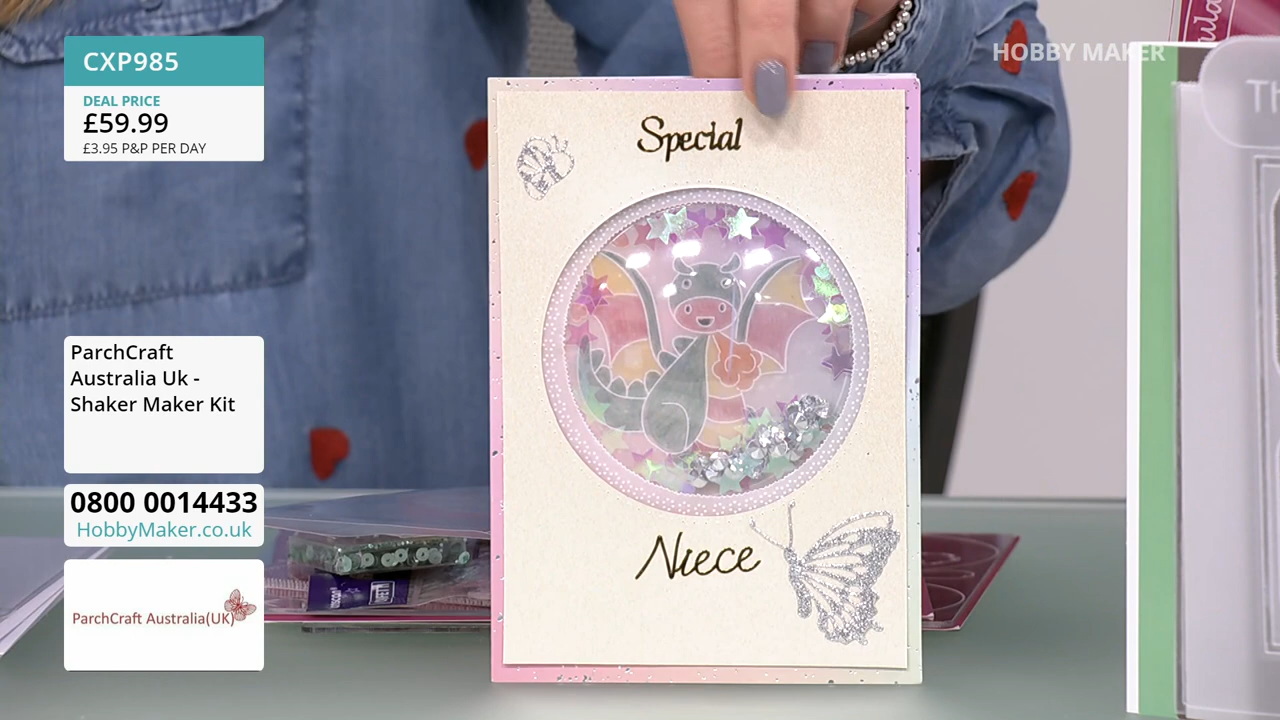 CXP985
DEAL PRICE
£59.99
£3.95 P&P PER DAY
ParchCraft
Australia Uk -
Shaker Maker Kit
0800 0014433
HobbyMaker.co.uk
ParchCraft Australia(UK)
HOBBY MAKER
Special
Niece